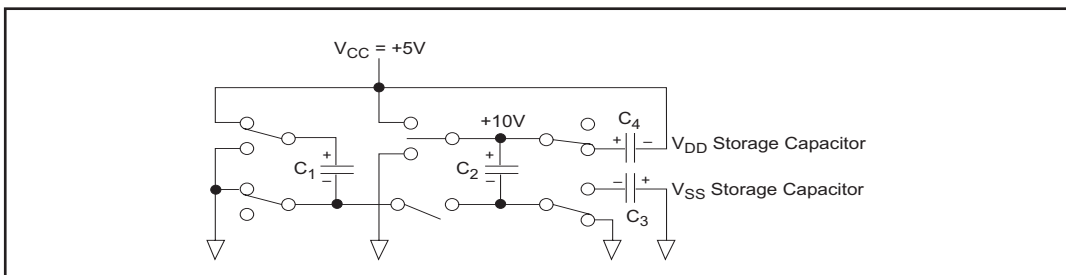 V_CC = +5V
+10V
C_4
+ −
V_DD Storage Capacitor
+
C_1
−
+
C_2
−
− +
V_SS Storage Capacitor
C_3